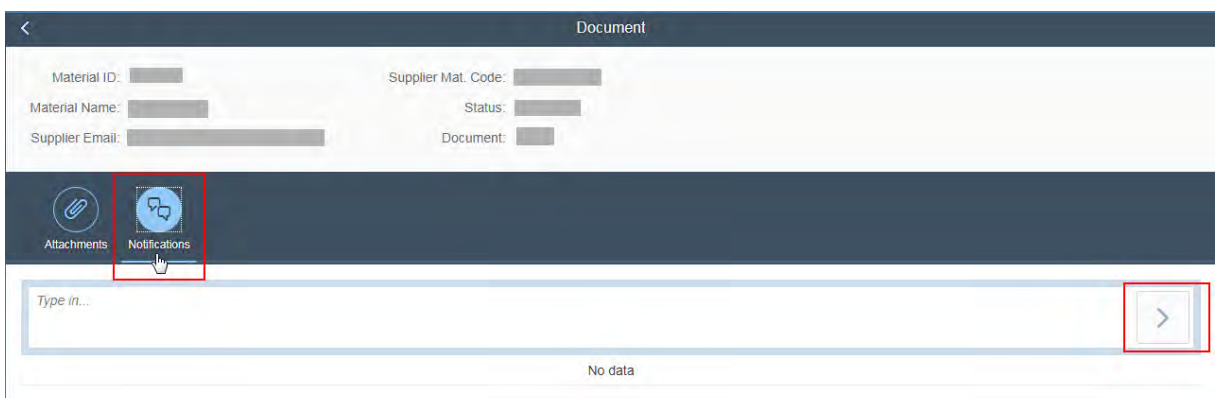 Document
Material ID:
Supplier Mat. Code:
Material Name:
Status:
Supplier Email:
Document:
Attachments
Notifications
Type in...
No data